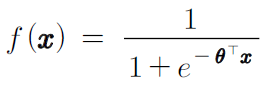 f(𝒙) = 1 / (1 + e^{−𝜽^⊤𝒙})